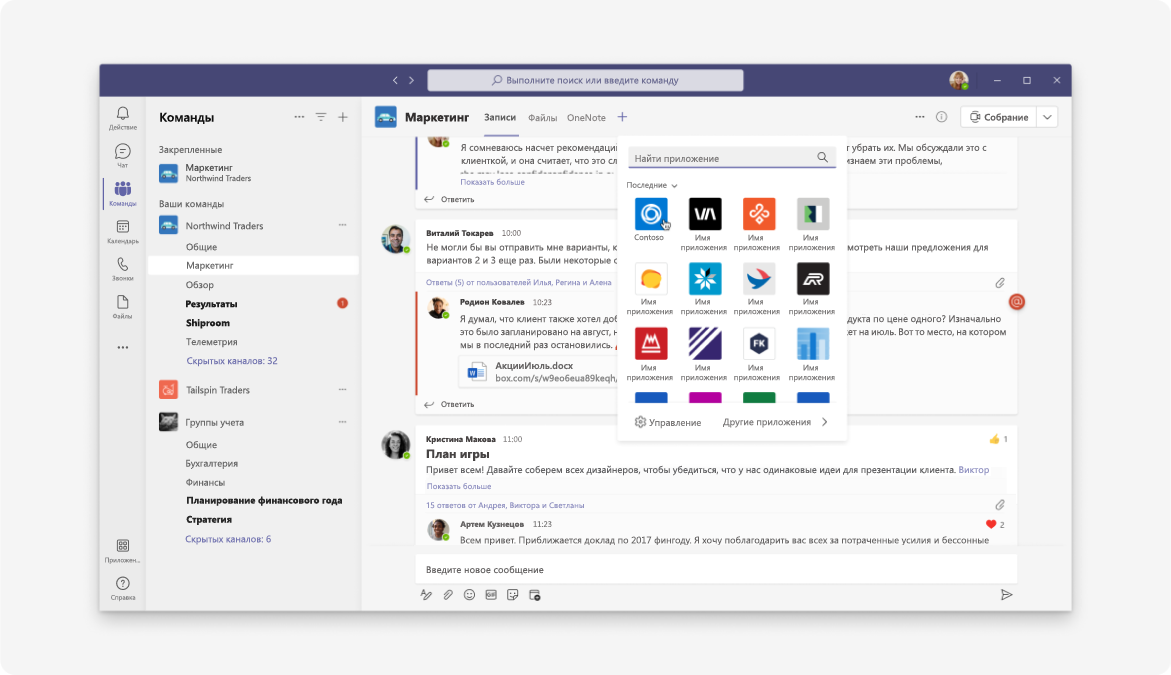 Выполните поиск или введите команду
Действие
Чат
Команды
Календарь
Звонки
Файлы
Приложен...
Справка
Команды
Закрепленные
Маркетинг
Northwind Traders
Ваши команды
Northwind Traders
Общие
Маркетинг
Обзор
Результаты
1
Shiproom
Телеметрия
Скрытых каналов: 32
Tailspin Traders
Группы учета
Общие
Бухгалтерия
Финансы
Планирование финансового года
Стратегия
Скрытых каналов: 6
Маркетинг
Записи
Файлы
OneNote
Собрание
Я сомневаюсь насчет рекомендаций
т убрать их. Мы обсуждали это с
клиенткой, и она считает, что это сл
изнаем эти проблемы,
Показать больше
Ответить
Виталий Токарев 10:00
Не могли бы вы отправить мне варианты, к
смотреть наши предложения для
вариантов 2 и 3 еще раз. Были некоторые
Ответы (5) от пользователей Илья, Регина и Алена
Родион Ковалев 10:23
Я думал, что клиент также хотел доб
дукта по цене одного? Изначально
это было запланировано на август, н
ет на июль. Вот то место, на котором
мы в последний раз остановились.
АкцииИюль.docx
box.com/s/w9eo6eua89keqh/
Ответить
Найти приложение
Последние
Contoso
Имя приложения
Имя приложения
Имя приложения
Имя приложения
Имя приложения
Имя приложения
Имя приложения
FK
Имя приложения
Имя приложения
Имя приложения
Имя приложения
Управление
Другие приложения
Кристина Макова 11:00
1
План игры
Привет всем! Давайте соберем всех дизайнеров, чтобы убедиться, что у нас одинаковые идеи для презентации клиента. Виктор
Показать больше
15 ответов от Андрея, Виктора и Светланы
Артем Кузнецов 11:23
2
Всем привет. Приближается доклад по 2017 фингоду. Я хочу поблагодарить вас всех за потраченные усилия и бессонные
Введите новое сообщение
GIF